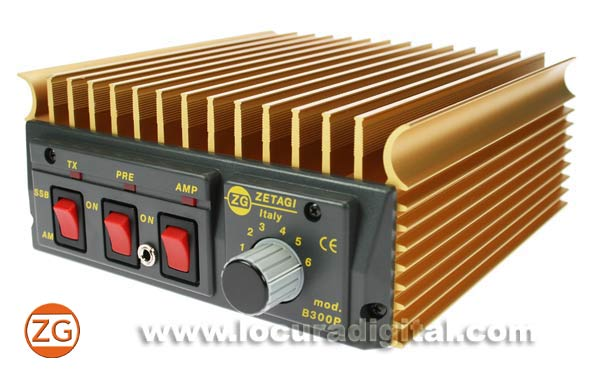 TX
PRE
AMP
SSB
ON
ON
AM
ZG
ZETAGI
Italy
1
2
3
4
5
6
CE
mod.
B300P
ZG
www.locuradigital.com